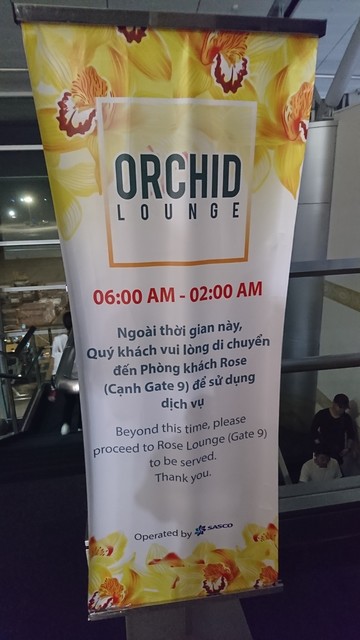 ORCHID
LOUNGE
06:00 AM - 02:00 AM
Ngoài thời gian này,
Quý khách vui lòng di chuyển
đến Phòng khách Rose
(Cạnh Gate 9) để sử dụng
dịch vụ
Beyond this time, please
proceed to Rose Lounge (Gate 9)
to be served.
Thank you.
Operated by SASCO